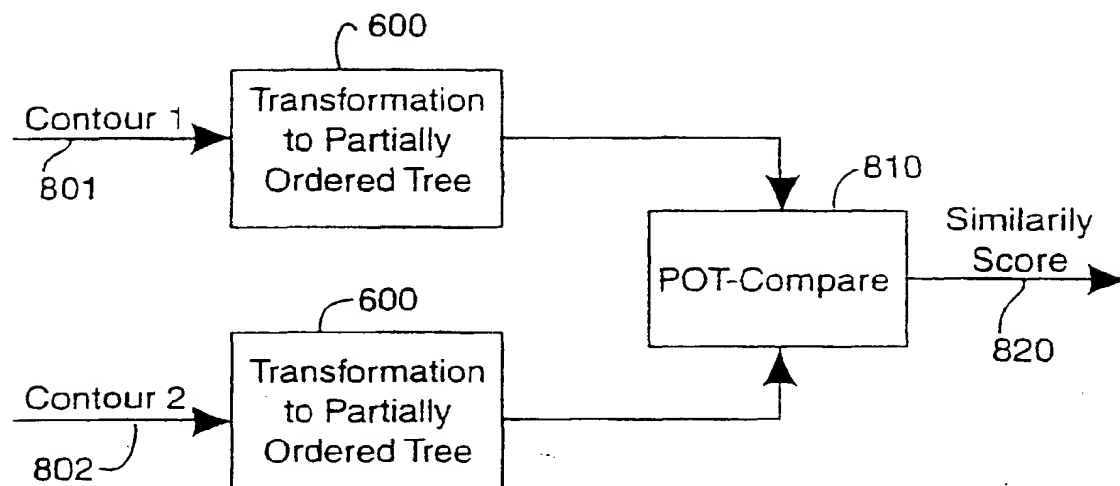 600
Contour 1
801
Transformation
to Partially
Ordered Tree
810
POT-Compare
Similarily
Score
820
600
Contour 2
802
Transformation
to Partially
Ordered Tree